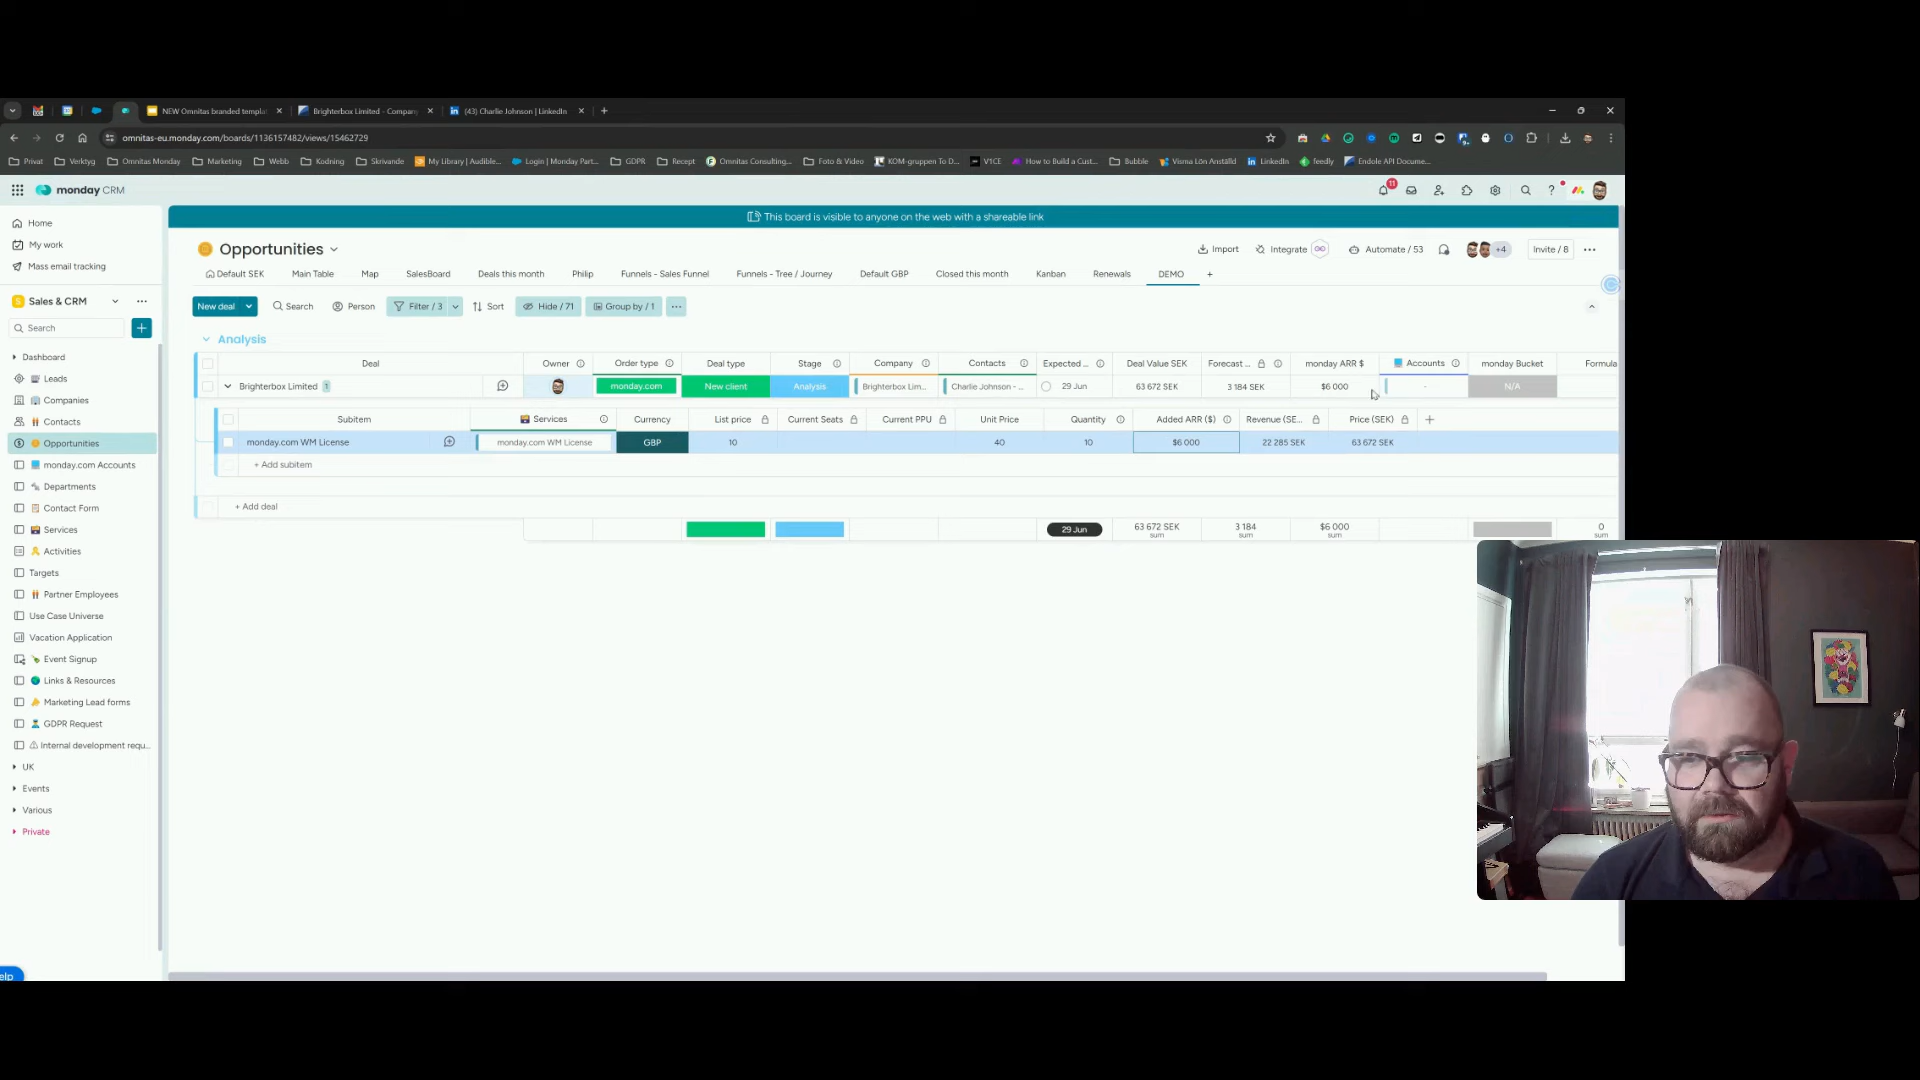 NEW Omnitas branded templa
Brighterbox Limited - Compan
(43) Charlie Johnson | LinkedIn
omnitas-eu.monday.com/boards/1136157482/views/15462729
Privat
Verktyg
Omnitas Monday
Marketing
Webb
Kodning
Skrivande
My Library | Audible...
Login | Monday Part...
GDPR
Recept
Omnitas Consulting...
Foto & Video
KOM-gruppen To D...
V1CE
How to Build a Cust...
Bubble
Visma Lön Anställd
LinkedIn
feedly
Endole API Docume...
monday CRM
11
Home
My work
Mass email tracking
Sales & CRM
Search
Dashboard
Leads
Companies
Contacts
Opportunities
monday.com Accounts
Departments
Contact Form
Services
Activities
Targets
Partner Employees
Use Case Universe
Vacation Application
Event Signup
Links & Resources
Marketing Lead forms
GDPR Request
Internal development requ...
UK
Events
Various
Private
elp
This board is visible to anyone on the web with a shareable link
Opportunities
Import
Integrate
Automate / 53
+4
Invite / 8
Default SEK
Main Table
Map
SalesBoard
Deals this month
Philip
Funnels - Sales Funnel
Funnels - Tree / Journey
Default GBP
Closed this month
Kanban
Renewals
DEMO
New deal
Search
Person
Filter / 3
Sort
Hide / 71
Group by / 1
Analysis
Deal Owner Order type Deal type Stage Company Contacts Expected ... Deal Value SEK Forecast ... monday ARR $ Accounts monday Bucket Formula
Brighterbox Limited 1 monday.com New client Analysis Brighterbox Lim... Charlie Johnson - ... 29 Jun 63 672 SEK 3 184 SEK $6 000 - N/A
Subitem Services Currency List price Current Seats Current PPU Unit Price Quantity Added ARR ($) Revenue (SE... Price (SEK)
monday.com WM License monday.com WM License GBP 10 40 10 $6 000 22 285 SEK 63 672 SEK
+ Add subitem
+ Add deal
29 Jun 63 672 SEK 3 184 $6 000 0
sum sum sum sum